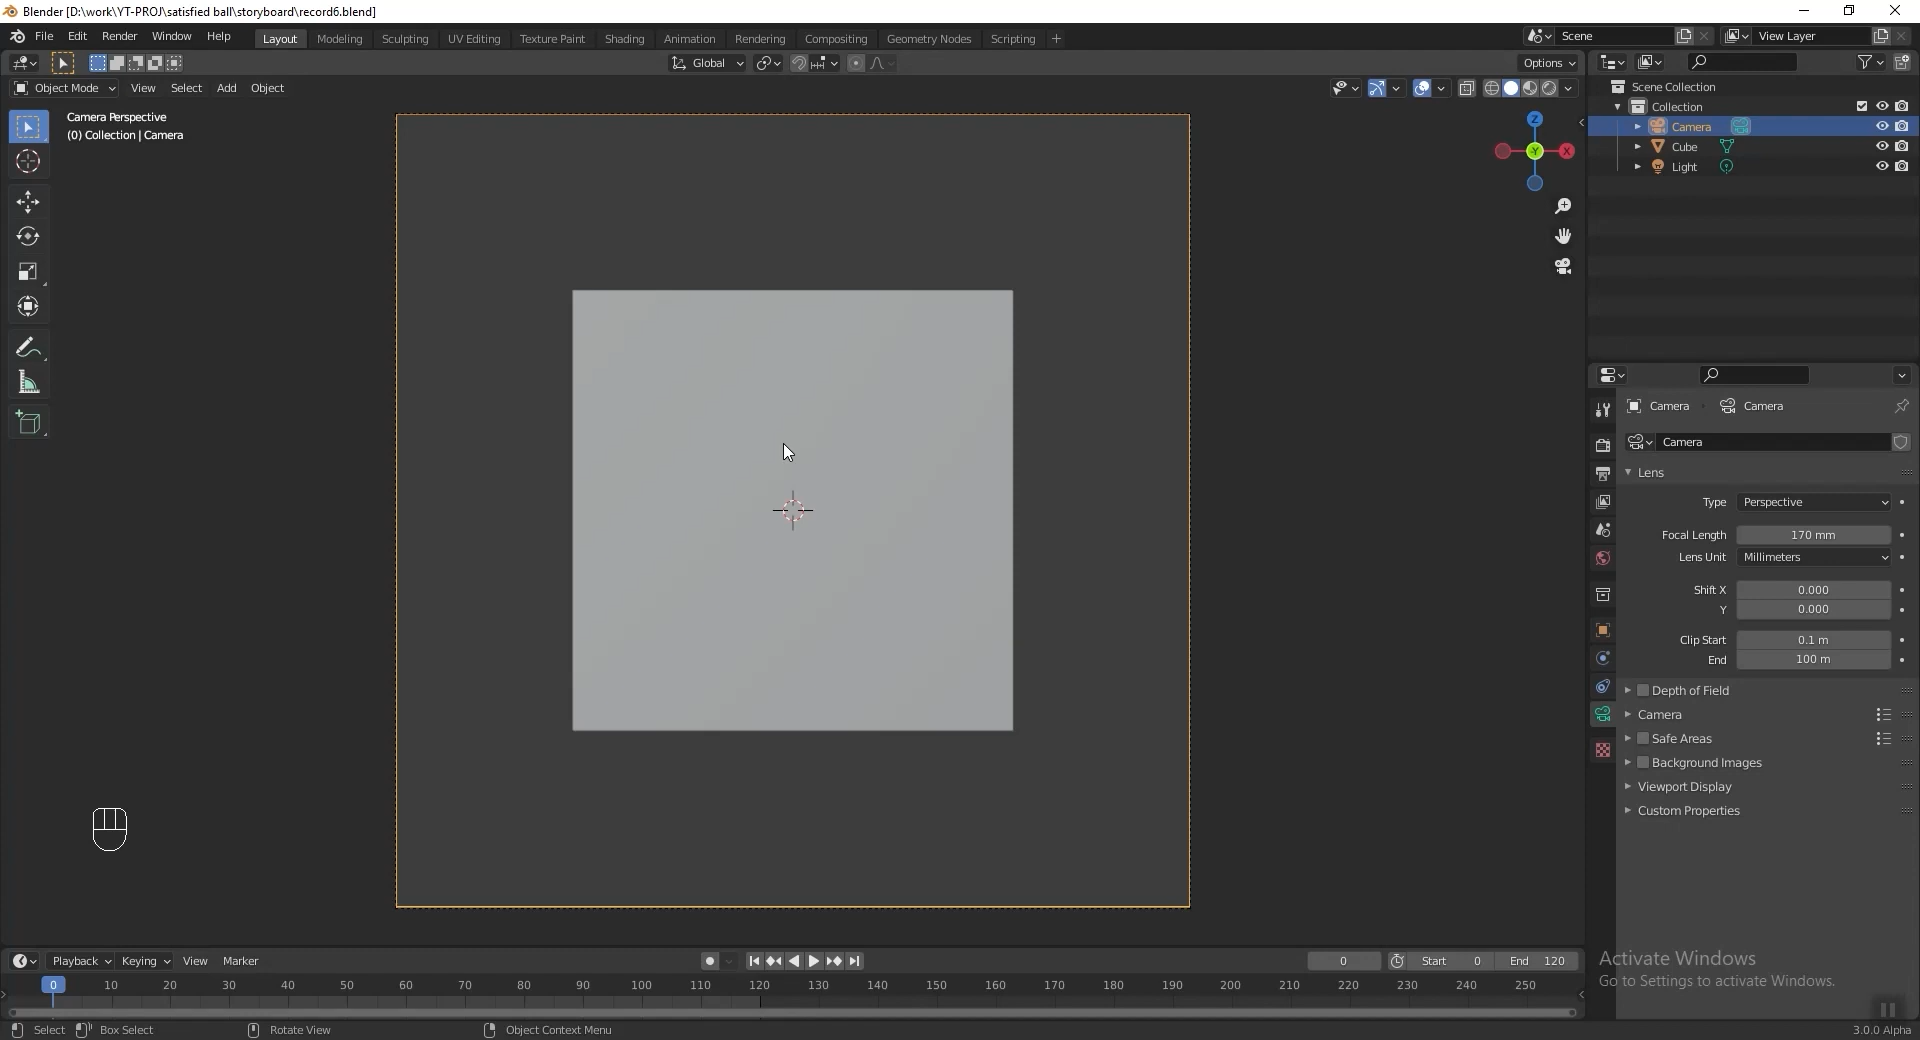 Blender [D:\work\YT-PROJ\satisfied ball\storyboard\record6.blend]
File Edit Render Window Help Layout Modeling Sculpting UV Editing Texture Paint Shading Animation Rendering Compositing Geometry Nodes Scripting + Scene View Layer
Global Options
Object Mode View Select Add Object
Camera Perspective
(0) Collection | Camera
Z
Y X
Scene Collection
Collection
Camera
Cube
Light
Camera Camera
Camera
Lens
Type Perspective
Focal Length 170 mm
Lens Unit Millimeters
Shift X 0.000
Y 0.000
Clip Start 0.1 m
End 100 m
Depth of Field
Camera
Safe Areas
Background Images
Viewport Display
Custom Properties
Activate Windows
Go to Settings to activate Windows.
Playback Keying View Marker 0 Start 0 End 120
0 10 20 30 40 50 60 70 80 90 100 110 120 130 140 150 160 170 180 190 200 210 220 230 240 250
Select Box Select Rotate View Object Context Menu 3.0.0 Alpha